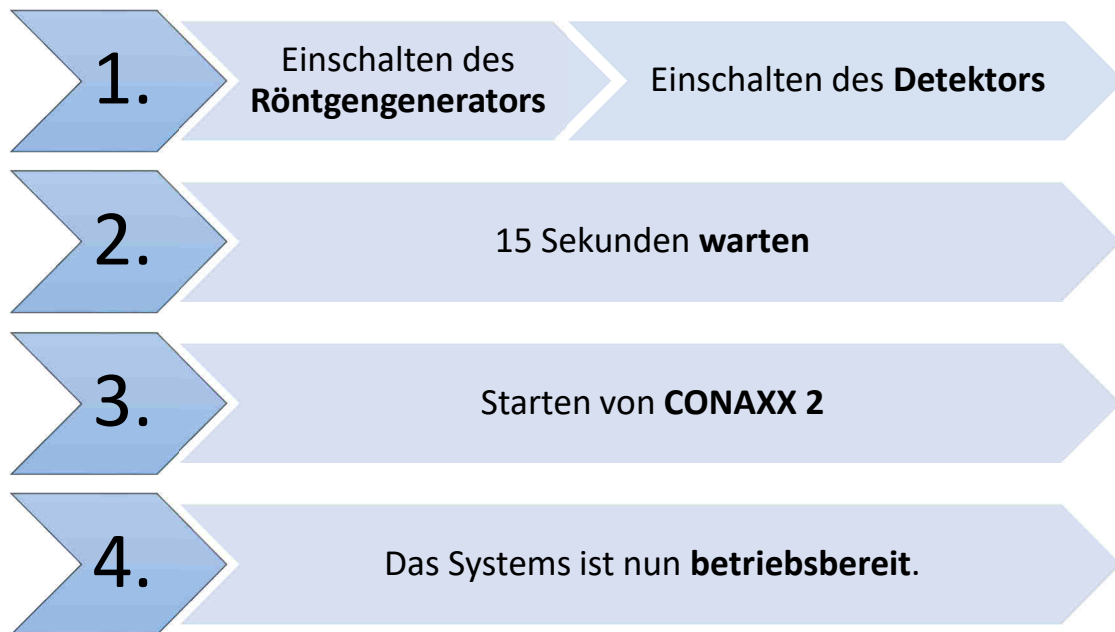 1.
Einschalten des
Röntgengenerators
Einschalten des Detektors
2.
15 Sekunden warten
3.
Starten von CONAXX 2
4.
Das Systems ist nun betriebsbereit.